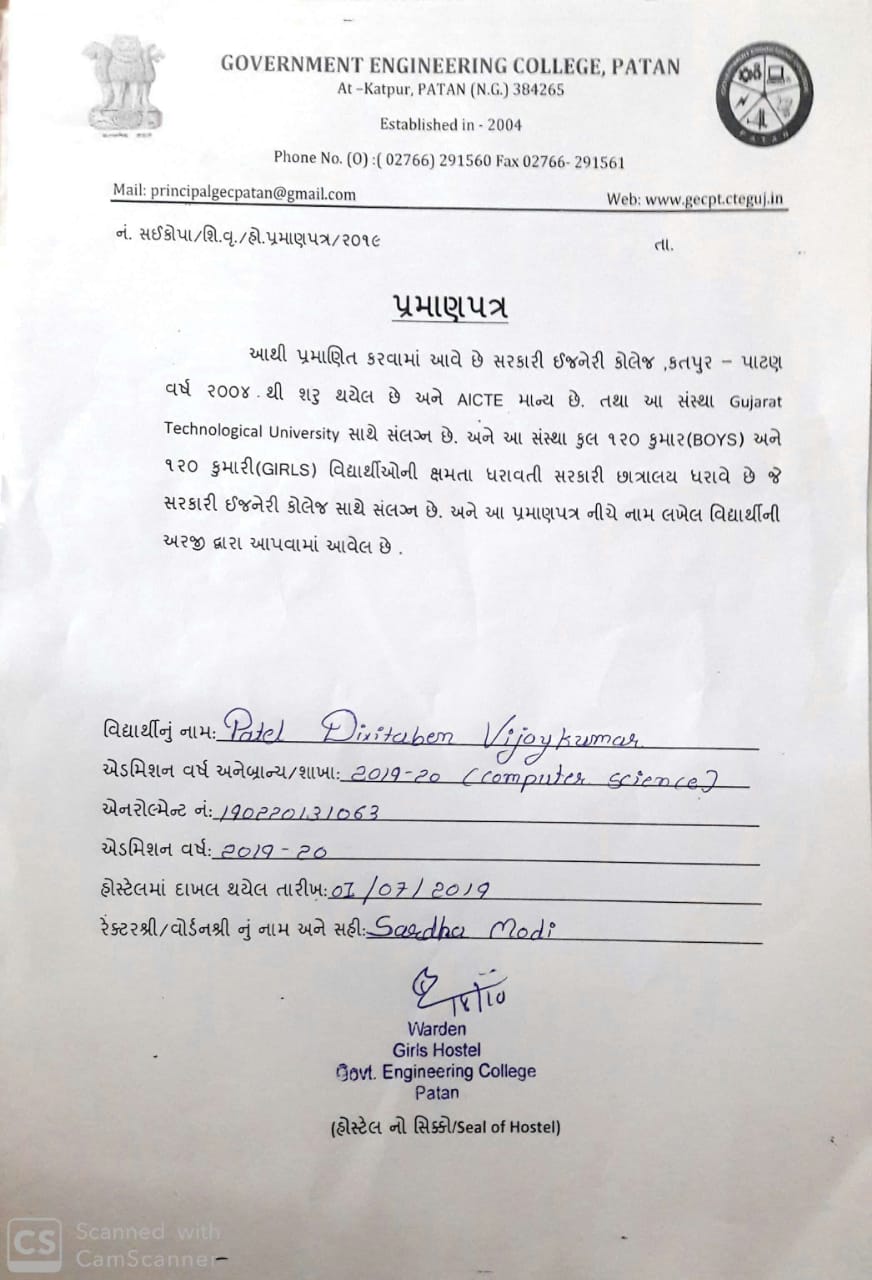 GOVERNMENT ENGINEERING COLLEGE, PATAN
At –Katpur, PATAN (N.G.) 384265
Established in - 2004
Phone No. (O) :( 02766) 291560 Fax 02766- 291561
Mail: principalgecpatan@gmail.com Web: www.gecpt.cteguj.in
નં. સઈકોપા/શિ.વૃ./હો.પ્રમાણપત્ર/૨૦૧૯ તા.
પ્રમાણપત્ર
આથી પ્રમાણિત કરવામાં આવે છે સરકારી ઈજનેરી કોલેજ ,કતપુર – પાટણ
વર્ષ ૨૦૦૪ . થી શરુ થયેલ છે અને AICTE માન્ય છે. તથા આ સંસ્થા Gujarat
Technological University સાથે સંલગ્ન છે. અને આ સંસ્થા કુલ ૧૨૦ કુમાર(BOYS) અને
૧૨૦ કુમારી(GIRLS) વિદ્યાર્થીઓની ક્ષમતા ધરાવતી સરકારી છાત્રાલય ધરાવે છે જે
સરકારી ઈજનેરી કોલેજ સાથે સંલગ્ન છે. અને આ પ્રમાણપત્ર નીચે નામ લખેલ વિદ્યાર્થીની
અરજી દ્વારા આપવામાં આવેલ છે .
વિદ્યાર્થીનું નામ: Patel Dixitaben Vijaykumar
એડમિશન વર્ષ અનેબ્રાન્ચ/શાખા: 2019-20 (Computer science)
એનરોલ્મેન્ટ નં: 190220131063
એડમિશન વર્ષ: 2019-20
હોસ્ટેલમાં દાખલ થયેલ તારીખ: 01/07/2019
રેક્ટરશ્રી/વોર્ડનશ્રી નું નામ અને સહી: Sardha Modi
18/10
Warden
Girls Hostel
Govt. Engineering College
Patan
(હોસ્ટેલ નો સિક્કો/Seal of Hostel)
CS Scanned with
CamScanner